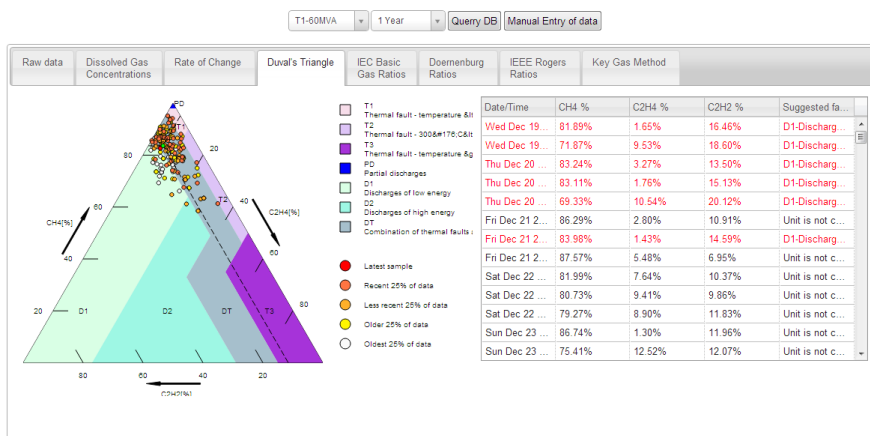 T1-60MVA 1 Year Querry DB Manual Entry of data
Raw data Dissolved Gas Concentrations Rate of Change Duval's Triangle IEC Basic Gas Ratios Doernenburg Ratios IEEE Rogers Ratios Key Gas Method
PD
T1
80
20
T2
40
60
CH4[%]
C2H4[%]
40
60
20
D1
D2
DT
T3
80
80
60
40
20
C2H2[%]
T1
Thermal fault - temperature &lt
T2
Thermal fault - 300&#176;C&lt
T3
Thermal fault - temperature &g
PD
Partial discharges
D1
Discharges of low energy
D2
Discharges of high energy
DT
Combination of thermal faults
Latest sample
Recent 25% of data
Less recent 25% of data
Older 25% of data
Oldest 25% of data
Date/Time CH4 % C2H4 % C2H2 % Suggested fa...
Wed Dec 19... 81.89% 1.65% 16.46% D1-Discharg...
Wed Dec 19... 71.87% 9.53% 18.60% D1-Discharg...
Thu Dec 20 ... 83.24% 3.27% 13.50% D1-Discharg...
Thu Dec 20 ... 83.11% 1.76% 15.13% D1-Discharg...
Thu Dec 20 ... 69.33% 10.54% 20.12% D1-Discharg...
Fri Dec 21 2... 86.29% 2.80% 10.91% Unit is not c...
Fri Dec 21 2... 83.98% 1.43% 14.59% D1-Discharg...
Fri Dec 21 2... 87.57% 5.48% 6.95% Unit is not c...
Sat Dec 22 ... 81.99% 7.64% 10.37% Unit is not c...
Sat Dec 22 ... 80.73% 9.41% 9.86% Unit is not c...
Sat Dec 22 ... 79.27% 8.90% 11.83% Unit is not c...
Sun Dec 23 ... 86.74% 1.30% 11.96% Unit is not c...
Sun Dec 23 ... 75.41% 12.52% 12.07% Unit is not c...